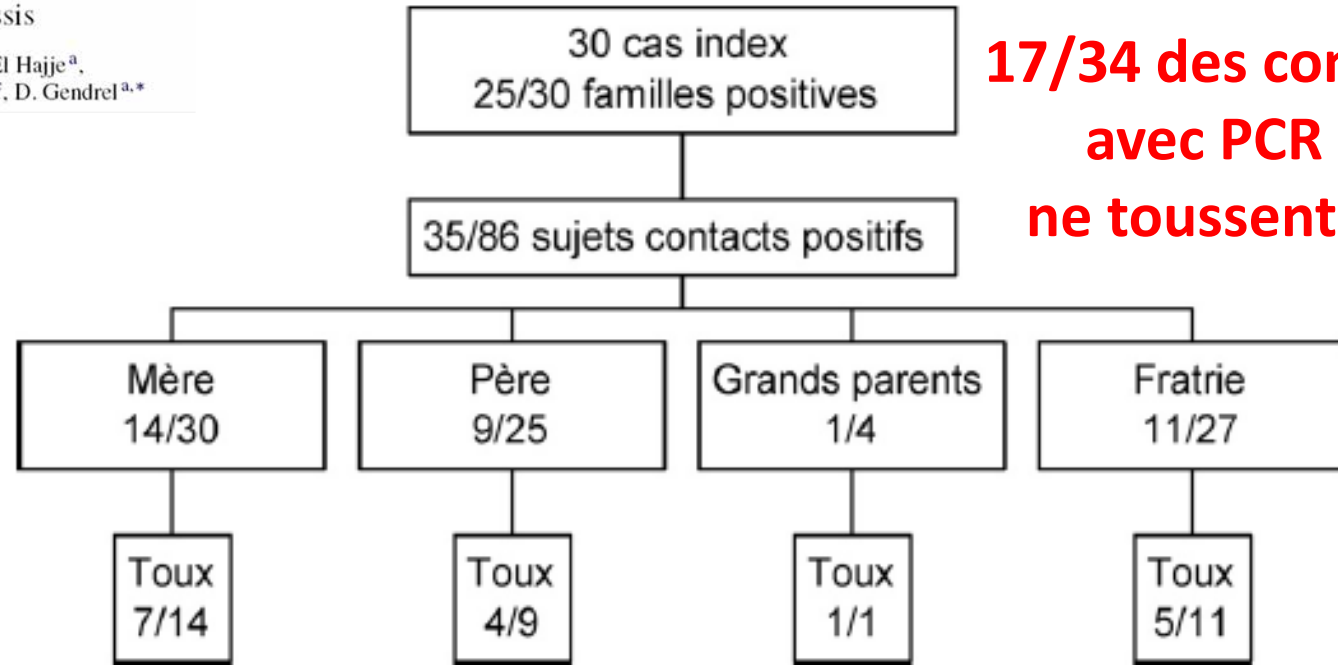 El Hajje a,
D. Gendrel a,*
30 cas index
25/30 familles positives
17/34 des
avec PCR
ne toussent
35/86 sujets contacts positifs
Mère
14/30
Père
9/25
Grands parents
1/4
Fratrie
11/27
Toux
7/14
Toux
4/9
Toux
1/1
Toux
5/11